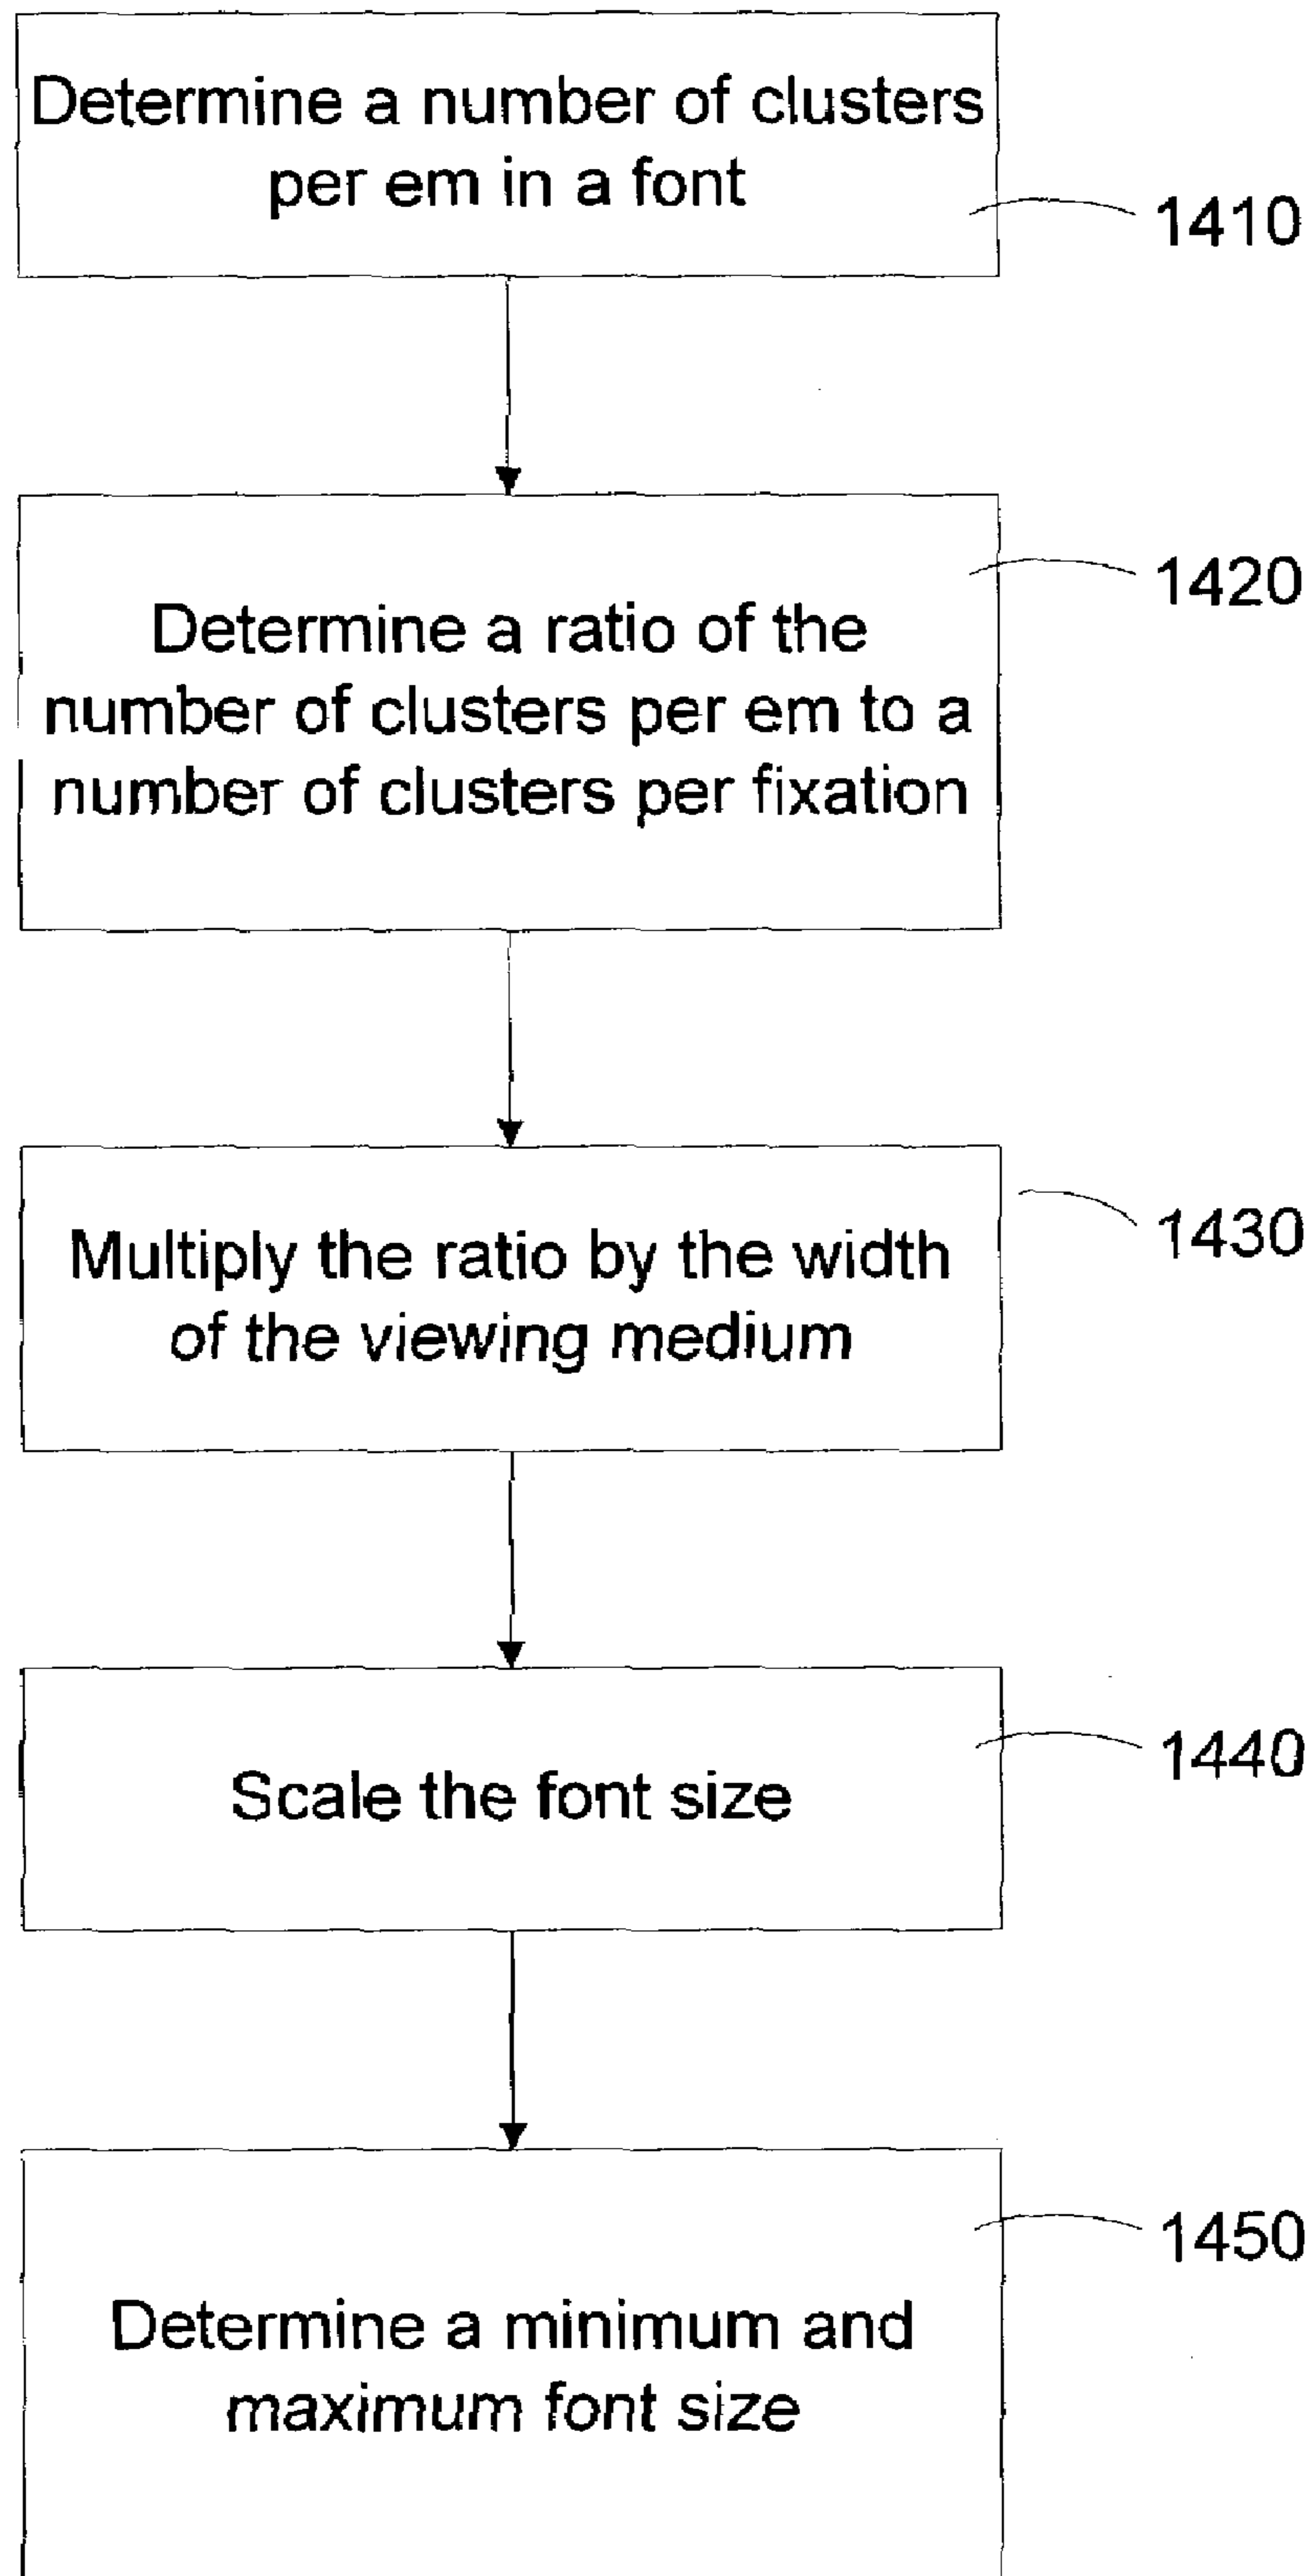 Determine a number of clusters
per em in a font
1410
1420
Determine a ratio of the
number of clusters per em to a
number of clusters per fixation
1430
Multiply the ratio by the width
of the viewing medium
1440
Scale the font size
1450
Determine a minimum and
maximum font size